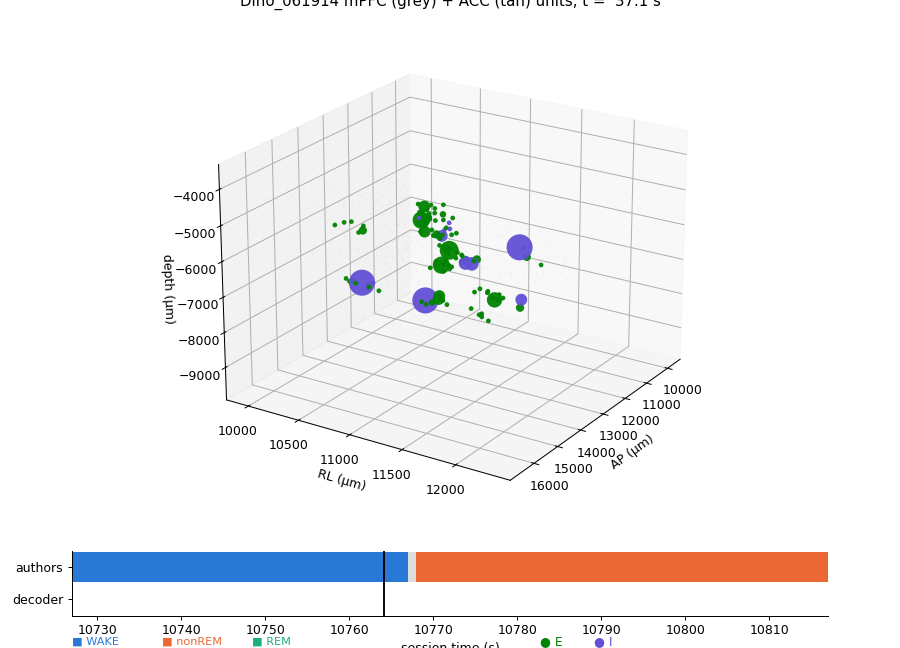 Dino_061914 mPFC (grey) + ACC (tan) units, t = 37.1 s
−4000
−5000
−6000
−7000
−8000
−9000
depth (μm)
10000
10500
11000
11500
12000
RL (μm)
10000
11000
12000
13000
14000
15000
16000
AP (μm)
authors
decoder
10730 10740 10750 10760 10770 10780 10790 10800 10810
session time (s)
WAKE nonREM REM E I